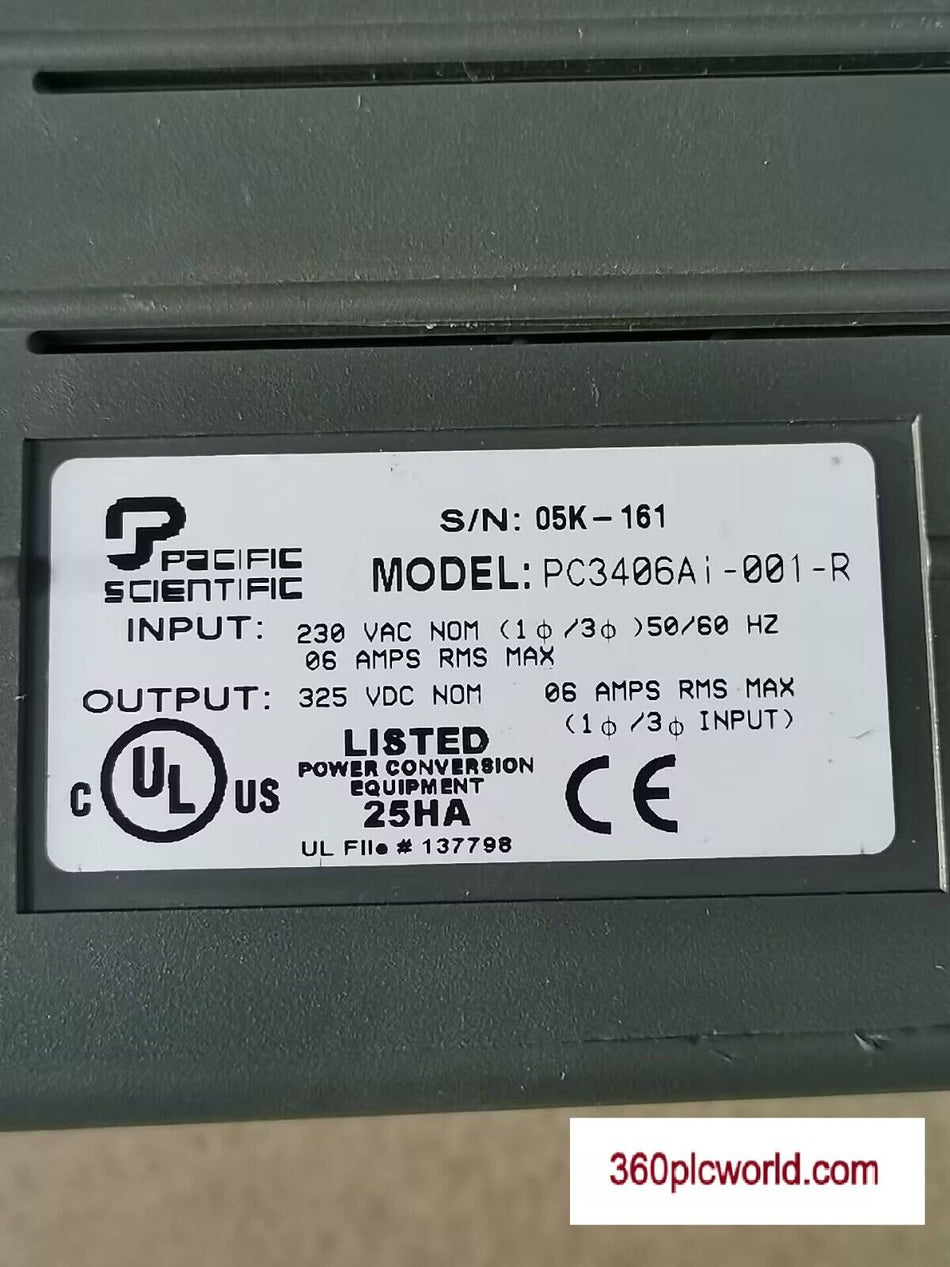 PACIFIC
SCIENTIFIC
S/N: 05K-161
MODEL: PC3406Ai-001-R
INPUT: 230 VAC NOM (1ϕ/3ϕ)50/60 HZ
06 AMPS RMS MAX
OUTPUT: 325 VDC NOM 06 AMPS RMS MAX
(1ϕ/3ϕ INPUT)
C UL US
LISTED
POWER CONVERSION
EQUIPMENT
25HA
UL File # 137798
CE
360plcworld.com